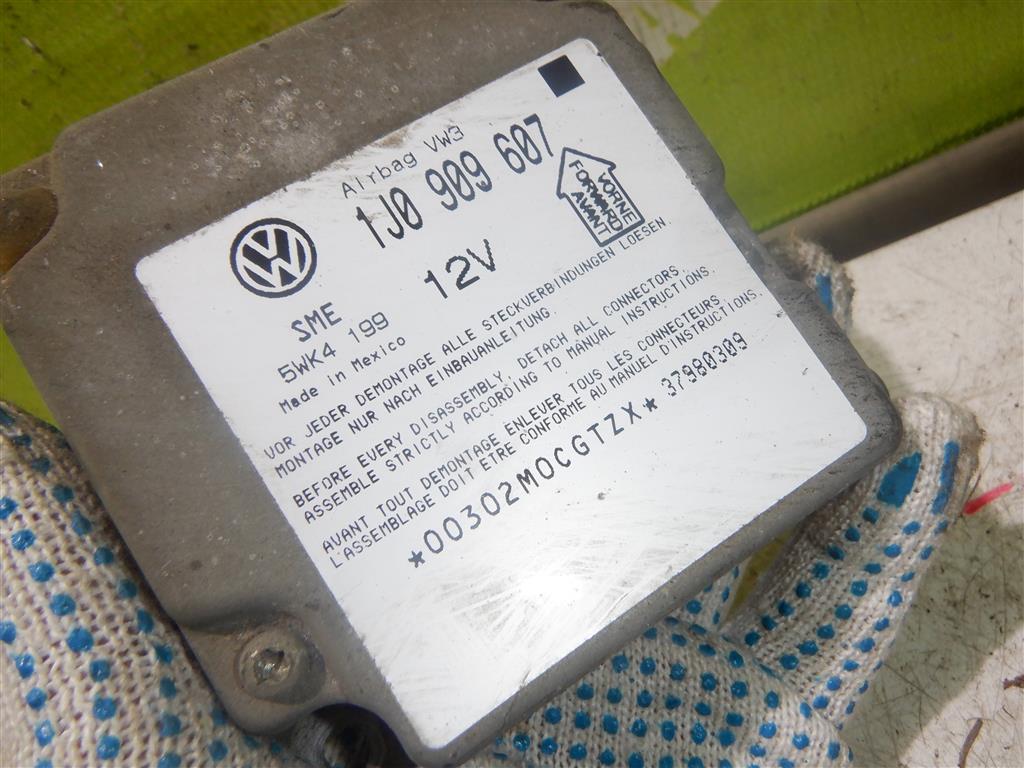 Airbag VW3
1J0 909 607
12V
VORNE
FORWARD
AVANT
VW
SME
5WK4 199
Made in Mexico
VOR JEDER DEMONTAGE ALLE STECKVERBINDUNGEN LOESEN.
MONTAGE NUR NACH EINBAUANLEITUNG.
BEFORE EVERY DISASSEMBLY, DETACH ALL CONNECTORS.
ASSEMBLE STRICTLY ACCORDING TO MANUAL INSTRUCTIONS.
AVANT TOUT DEMONTAGE ENLEVER TOUS LES CONNECTEURS.
L'ASSEMBLAGE DOIT ETRE CONFORME AU MANUEL D'INSTRUCTIONS.
*00302M0CGTZX* 37980309